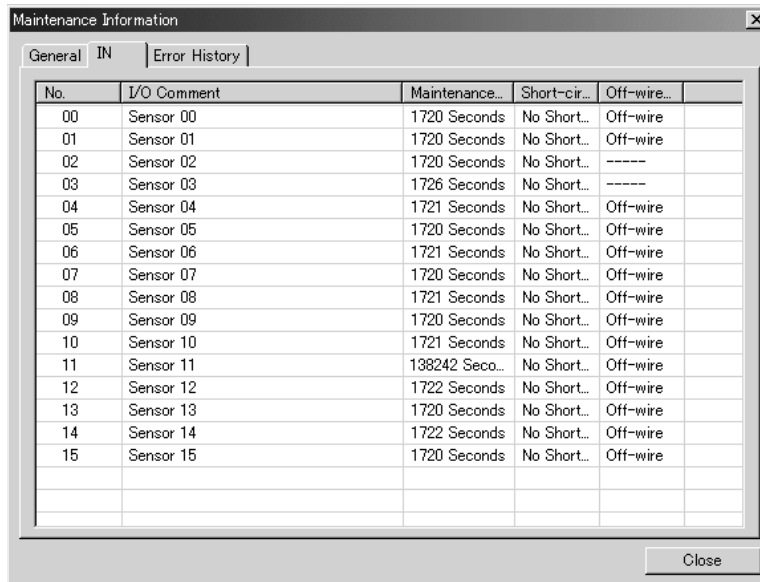 Maintenance Information
General IN Error History
No. I/O Comment Maintenance... Short-cir... Off-wire...
00 Sensor 00 1720 Seconds No Short... Off-wire
01 Sensor 01 1720 Seconds No Short... Off-wire
02 Sensor 02 1720 Seconds No Short... -----
03 Sensor 03 1726 Seconds No Short... -----
04 Sensor 04 1721 Seconds No Short... Off-wire
05 Sensor 05 1720 Seconds No Short... Off-wire
06 Sensor 06 1721 Seconds No Short... Off-wire
07 Sensor 07 1720 Seconds No Short... Off-wire
08 Sensor 08 1721 Seconds No Short... Off-wire
09 Sensor 09 1720 Seconds No Short... Off-wire
10 Sensor 10 1721 Seconds No Short... Off-wire
11 Sensor 11 138242 Seco... No Short... Off-wire
12 Sensor 12 1722 Seconds No Short... Off-wire
13 Sensor 13 1720 Seconds No Short... Off-wire
14 Sensor 14 1722 Seconds No Short... Off-wire
15 Sensor 15 1720 Seconds No Short... Off-wire
Close